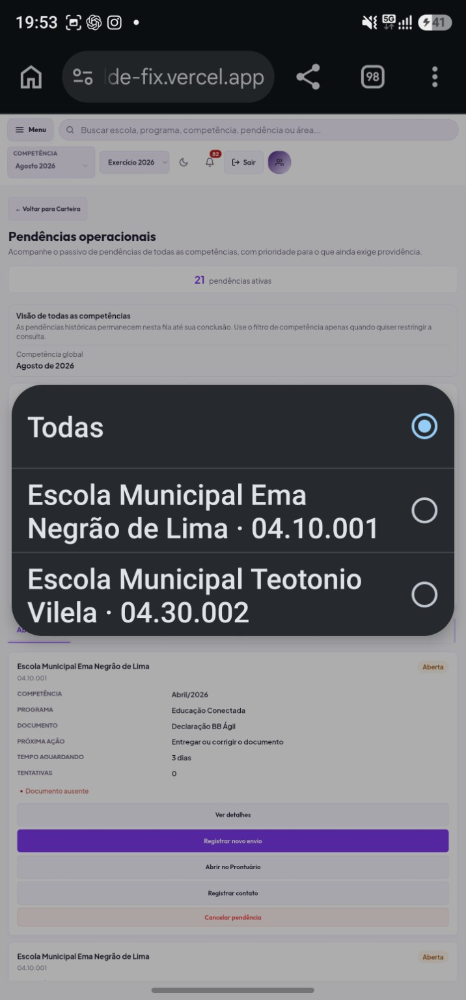 19:53
5G
41
de-fix.vercel.app
98
Menu
Buscar escola, programa, competência, pendência ou área...
COMPETÊNCIA
Agosto 2026
Exercício 2026
82
Sair
← Voltar para Carteira
Pendências operacionais
Acompanhe o passivo de pendências de todas as competências, com prioridade para o que ainda exige providência.
21 pendências ativas
Visão de todas as competências
As pendências históricas permanecem nesta fila até sua conclusão. Use o filtro de competência apenas quando quiser restringir a
consulta.
Competência global
Agosto de 2026
Todas
Escola Municipal Ema
Negrão de Lima · 04.10.001
Escola Municipal Teotonio
Vilela · 04.30.002
Escola Municipal Ema Negrão de Lima
Aberta
04.10.001
COMPETÊNCIA
Abril/2026
PROGRAMA
Educação Conectada
DOCUMENTO
Declaração BB Ágil
PRÓXIMA AÇÃO
Entregar ou corrigir o documento
TEMPO AGUARDANDO
3 dias
TENTATIVAS
0
• Documento ausente
Ver detalhes
Registrar novo envio
Abrir no Prontuário
Registrar contato
Cancelar pendência
Escola Municipal Ema Negrão de Lima
Aberta
04.10.001